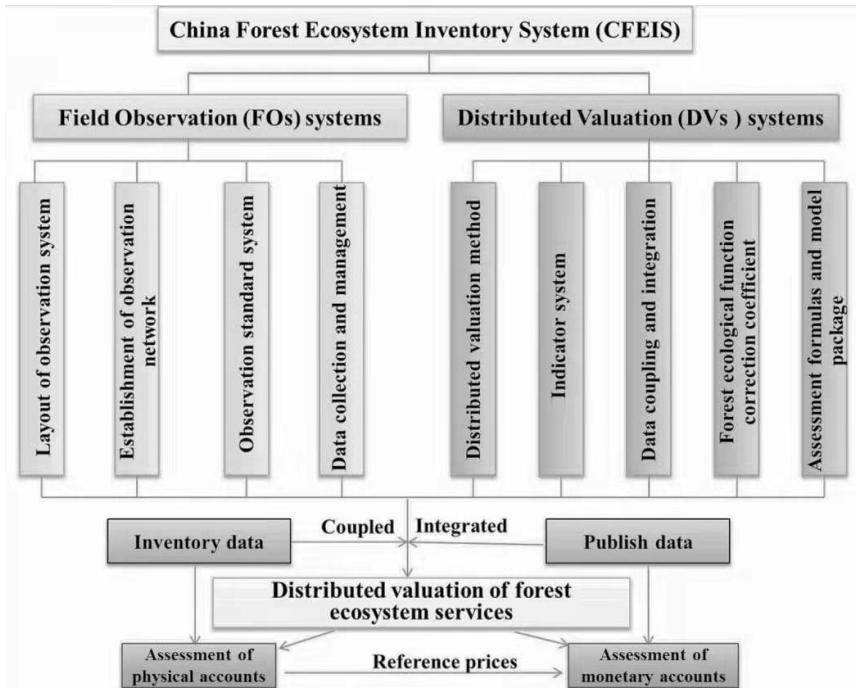 China Forest Ecosystem Inventory System (CFEIS)
Field Observation (FOs) systems
Distributed Valuation (DVs ) systems
Layout of observation system
Establishment of observation
network
Observation standard system
Data collection and management
Distributed valuation method
Indicator system
Data coupling and integration
Forest ecological function
correction coefficient
Assessment formulas and model
package
Inventory data
Coupled
Integrated
Publish data
Distributed valuation of forest
ecosystem services
Assessment of
physical accounts
Reference prices
Assessment of
monetary accounts